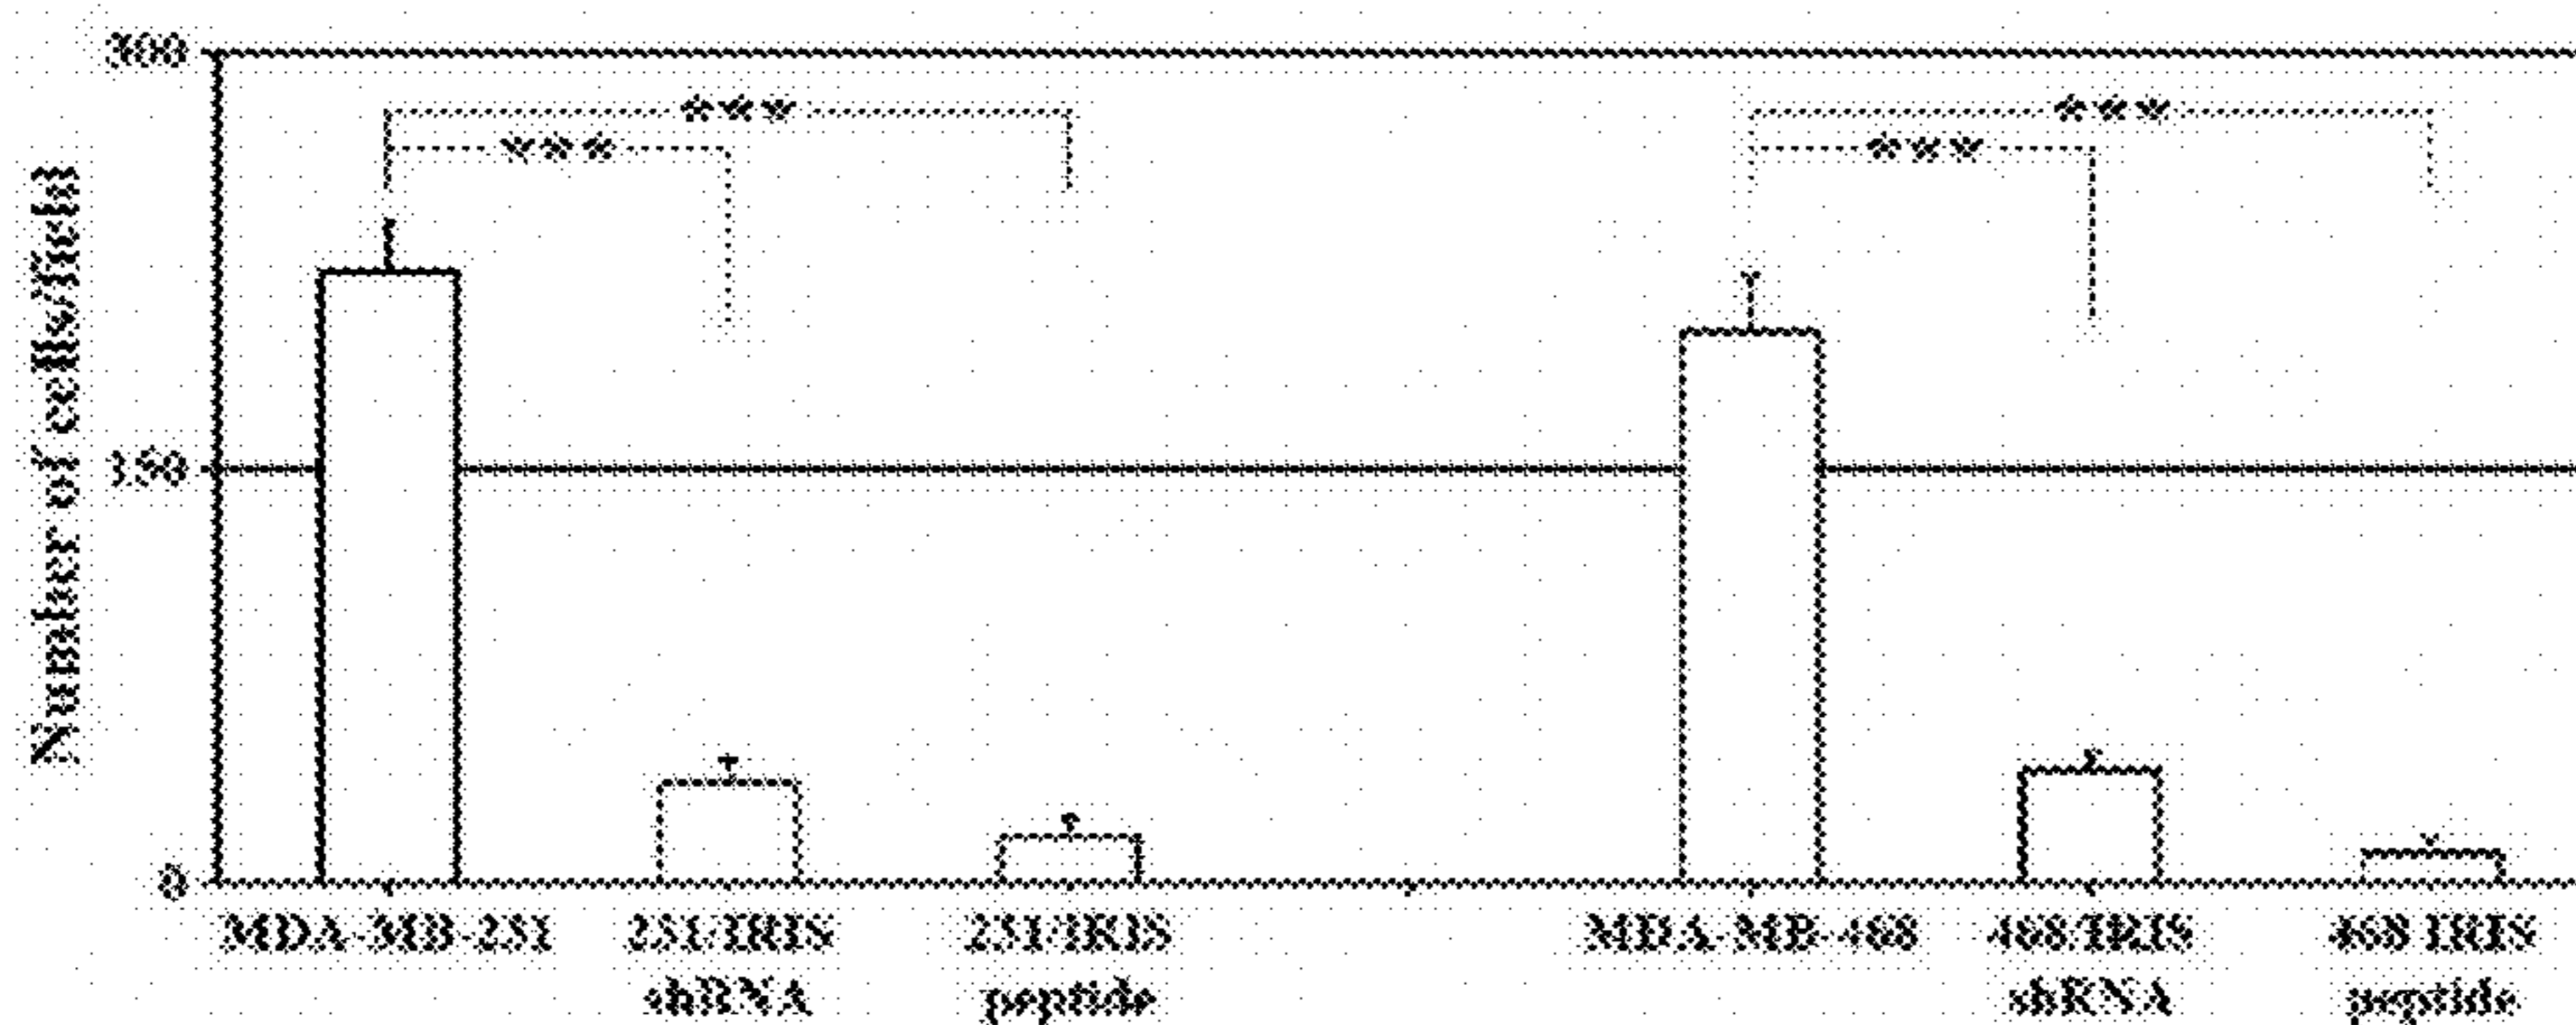 300
***
***
***
***
Number of cells/field
150
0
MDA-MB-231
231/IRIS
shRNA
231/IRIS
peptide
MDA-MB-468
468/IRIS
shRNA
468 IRIS
peptide